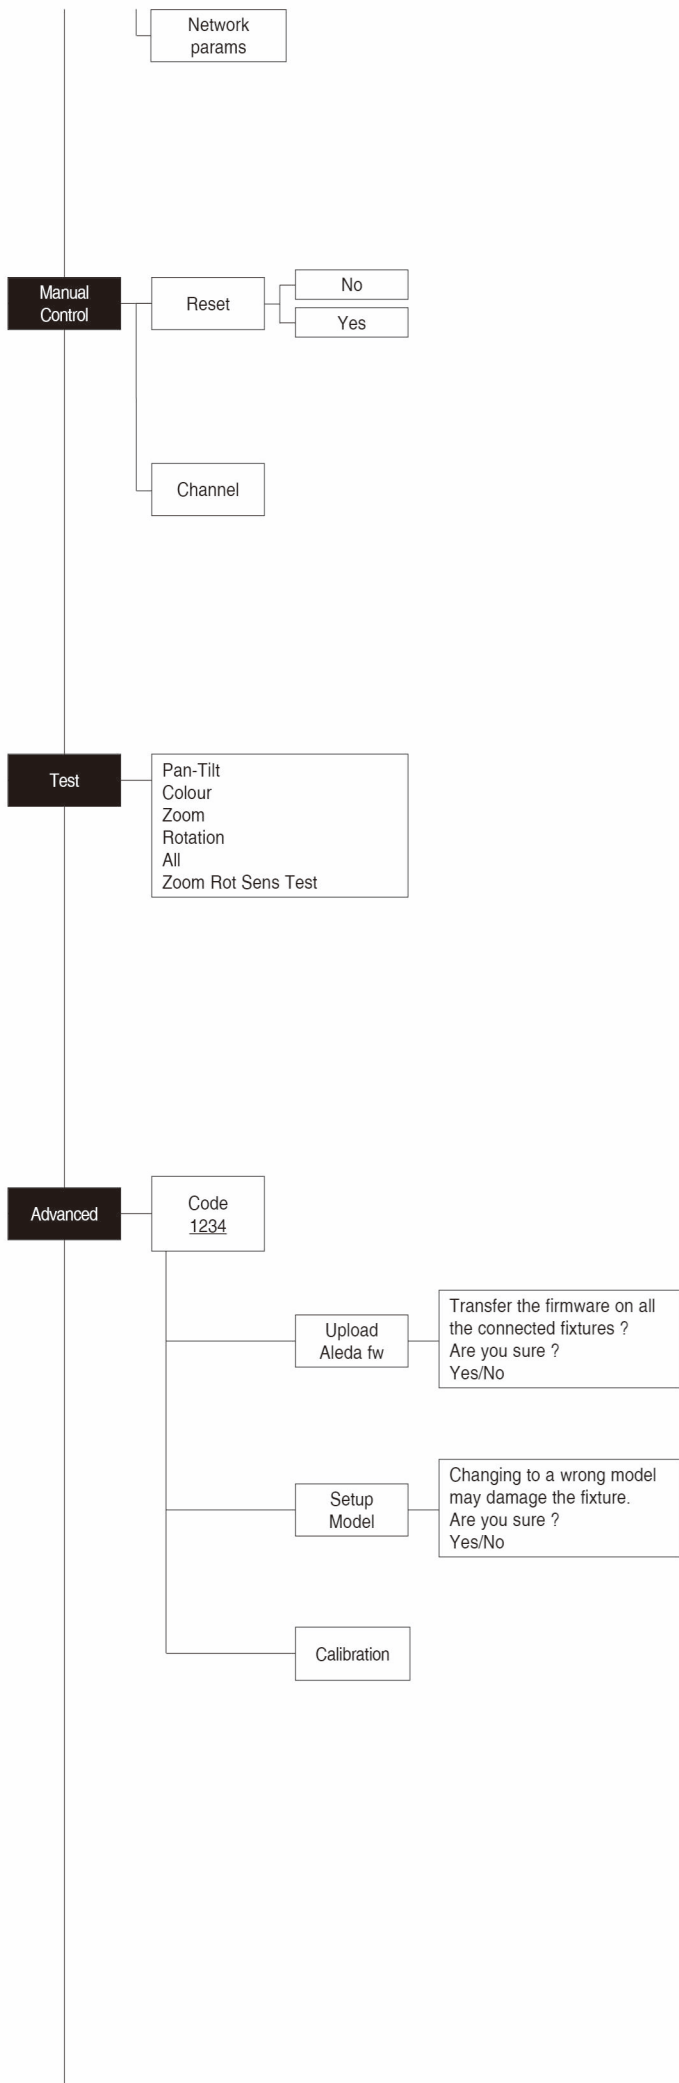 Network
params
Manual
Control
Reset
No
Yes
Channel
Test
Pan-Tilt
Colour
Zoom
Rotation
All
Zoom Rot Sens Test
Advanced
Code
1234
Upload
Aleda fw
Transfer the firmware on all
the connected fixtures ?
Are you sure ?
Yes/No
Setup
Model
Changing to a wrong model
may damage the fixture.
Are you sure ?
Yes/No
Calibration